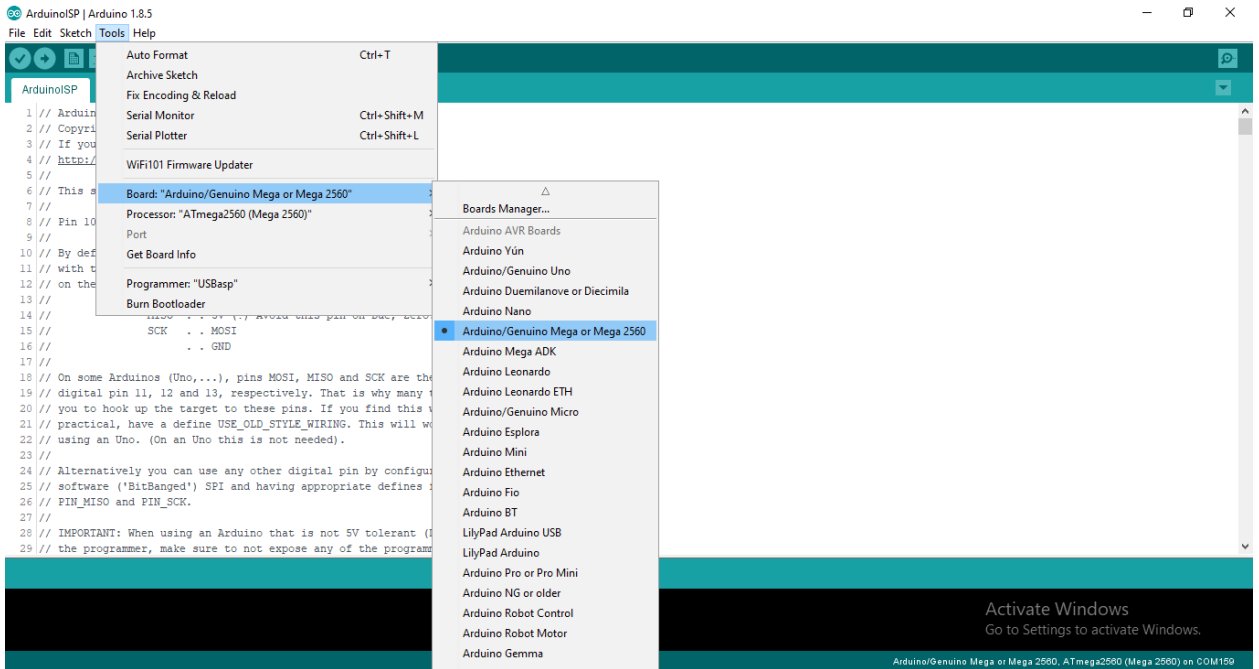 ArduinoISP | Arduino 1.8.5
File Edit Sketch Tools Help
ArduinoISP
Auto Format Ctrl+T
Archive Sketch
Fix Encoding & Reload
Serial Monitor Ctrl+Shift+M
Serial Plotter Ctrl+Shift+L
WiFi101 Firmware Updater
Board: "Arduino/Genuino Mega or Mega 2560"
Processor: "ATmega2560 (Mega 2560)"
Port
Get Board Info
Programmer: "USBasp"
Burn Bootloader
Boards Manager...
Arduino AVR Boards
Arduino Yún
Arduino/Genuino Uno
Arduino Duemilanove or Diecimila
Arduino Nano
Arduino/Genuino Mega or Mega 2560
Arduino Mega ADK
Arduino Leonardo
Arduino Leonardo ETH
Arduino/Genuino Micro
Arduino Esplora
Arduino Mini
Arduino Ethernet
Arduino Fio
Arduino BT
LilyPad Arduino USB
LilyPad Arduino
Arduino Pro or Pro Mini
Arduino NG or older
Arduino Robot Control
Arduino Robot Motor
Arduino Gemma
1 // Arduin
2 // Copyri
3 // If you
4 // http:/
5 //
6 // This s
7 //
8 // Pin 10
9 //
10 // By def
11 // with t
12 // on the
13 //
14 //
15 // SCK . . MOSI
16 // . . GND
17 //
18 // On some Arduinos (Uno,...), pins MOSI, MISO and SCK are the
19 // digital pin 11, 12 and 13, respectively. That is why many
20 // you to hook up the target to these pins. If you find this
21 // practical, have a define USE_OLD_STYLE_WIRING. This will
22 // using an Uno. (On an Uno this is not needed).
23 //
24 // Alternatively you can use any other digital pin by configu
25 // software ('BitBanged') SPI and having appropriate defines
26 // PIN_MISO and PIN_SCK.
27 //
28 // IMPORTANT: When using an Arduino that is not 5V tolerant
29 // the programmer, make sure to not expose any of the program
Activate Windows
Go to Settings to activate Windows.
Arduino/Genuino Mega or Mega 2560, ATmega2560 (Mega 2560) on COM159